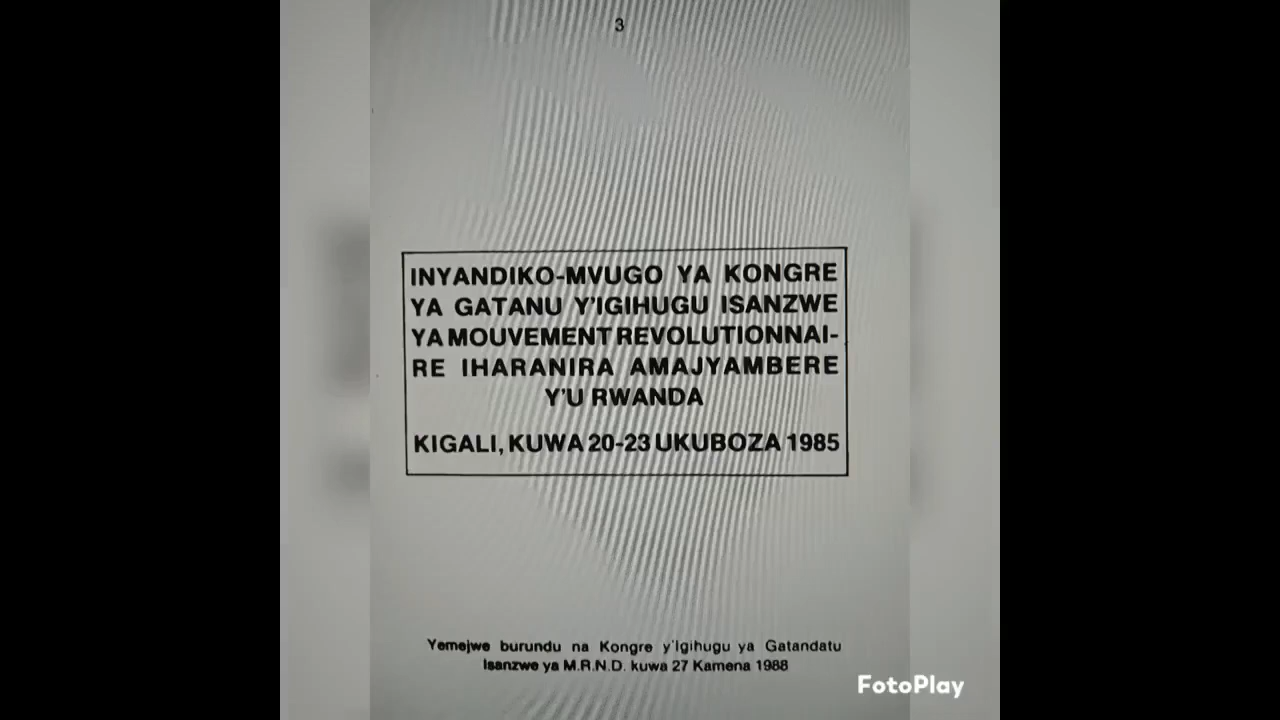 3
INYANDIKO-MVUGO YA KONGRE
YA GATANU Y'IGIHUGU ISANZWE
YA MOUVEMENT REVOLUTIONNAI-
RE IHARANIRA AMAJYAMBERE
Y'U RWANDA
KIGALI, KUWA 20-23 UKUBOZA 1985
Yemejwe burundu na Kongre y'Igihugu ya Gatandatu
Isanzwe ya M.R.N.D. kuwa 27 Kamena 1988
FotoPlay